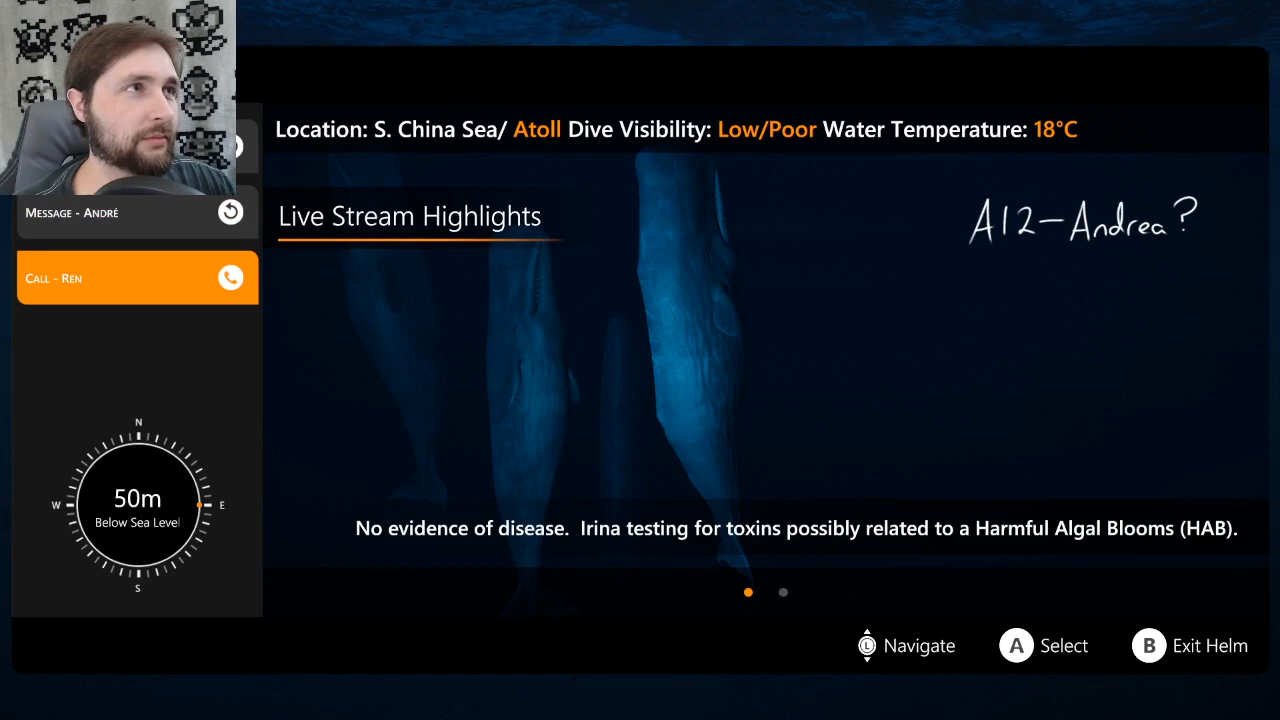 Location: S. China Sea/ Atoll Dive Visibility: Low/Poor Water Temperature: 18°C
Message - André
Live Stream Highlights
A12-Andrea?
Call - Ren
N
W
50m
E
Below Sea Level
S
No evidence of disease. Irina testing for toxins possibly related to a Harmful Algal Blooms (HAB).
L Navigate
A Select
B Exit Helm